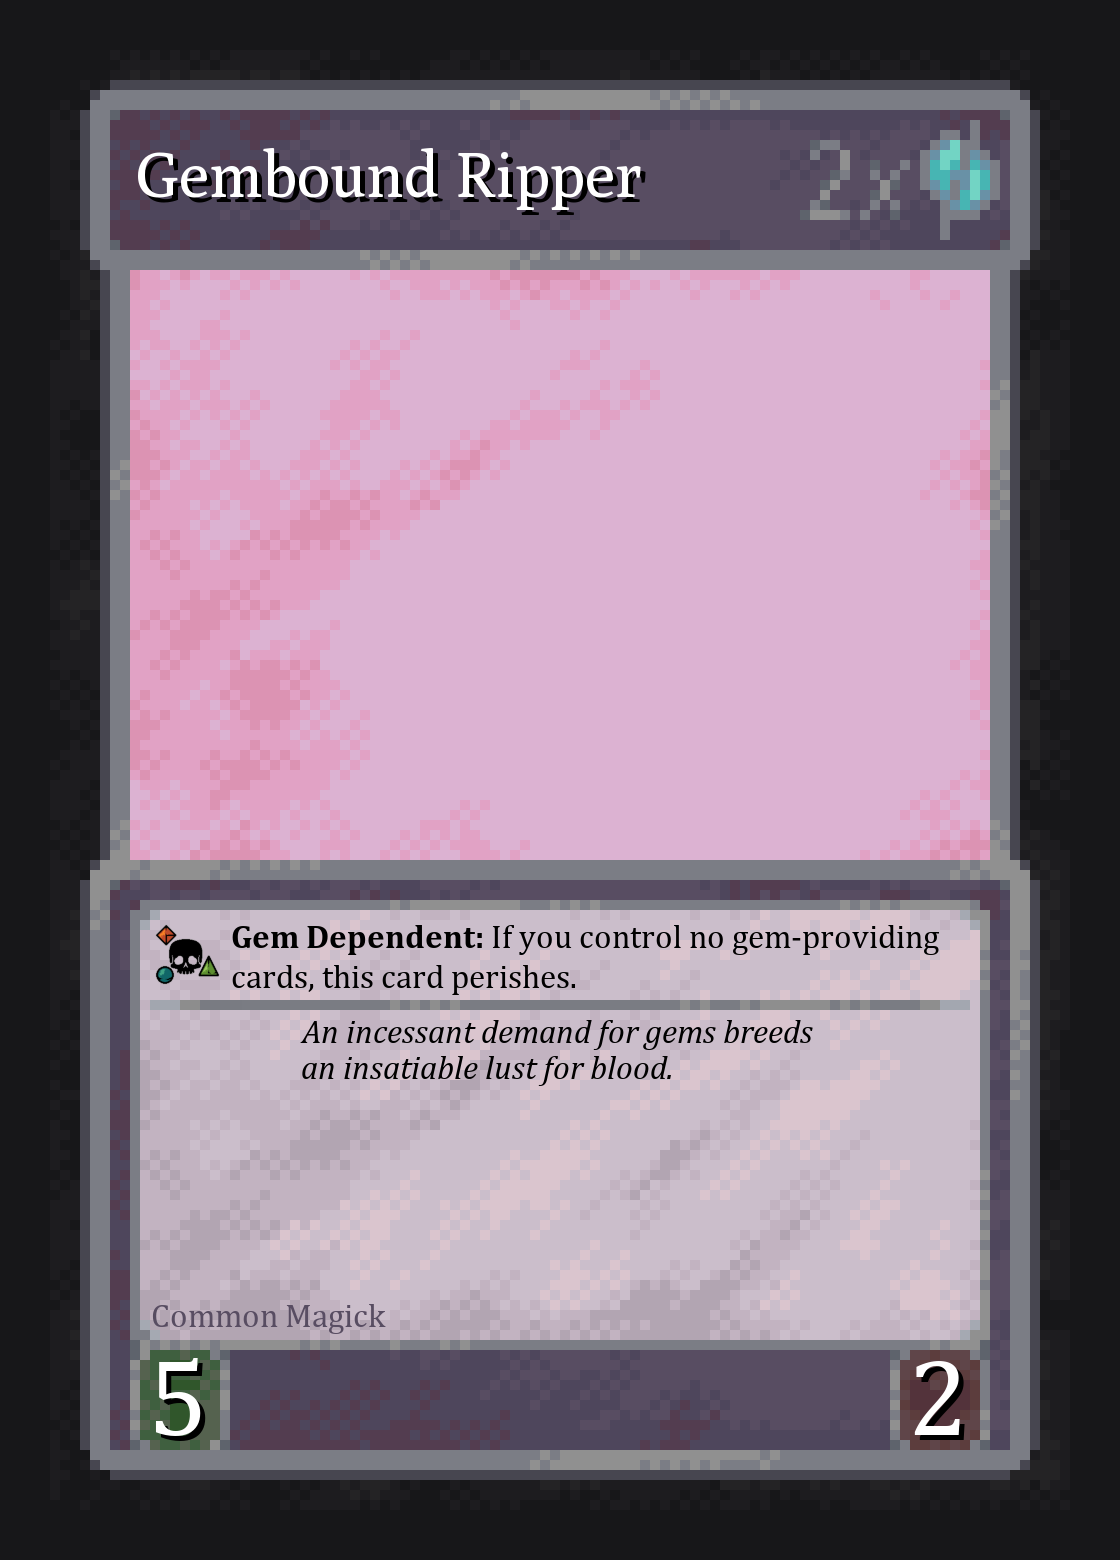 Gembound Ripper 2x
Gem Dependent: If you control no gem-providing
cards, this card perishes.
An incessant demand for gems breeds
an insatiable lust for blood.
Common Magick
5 2